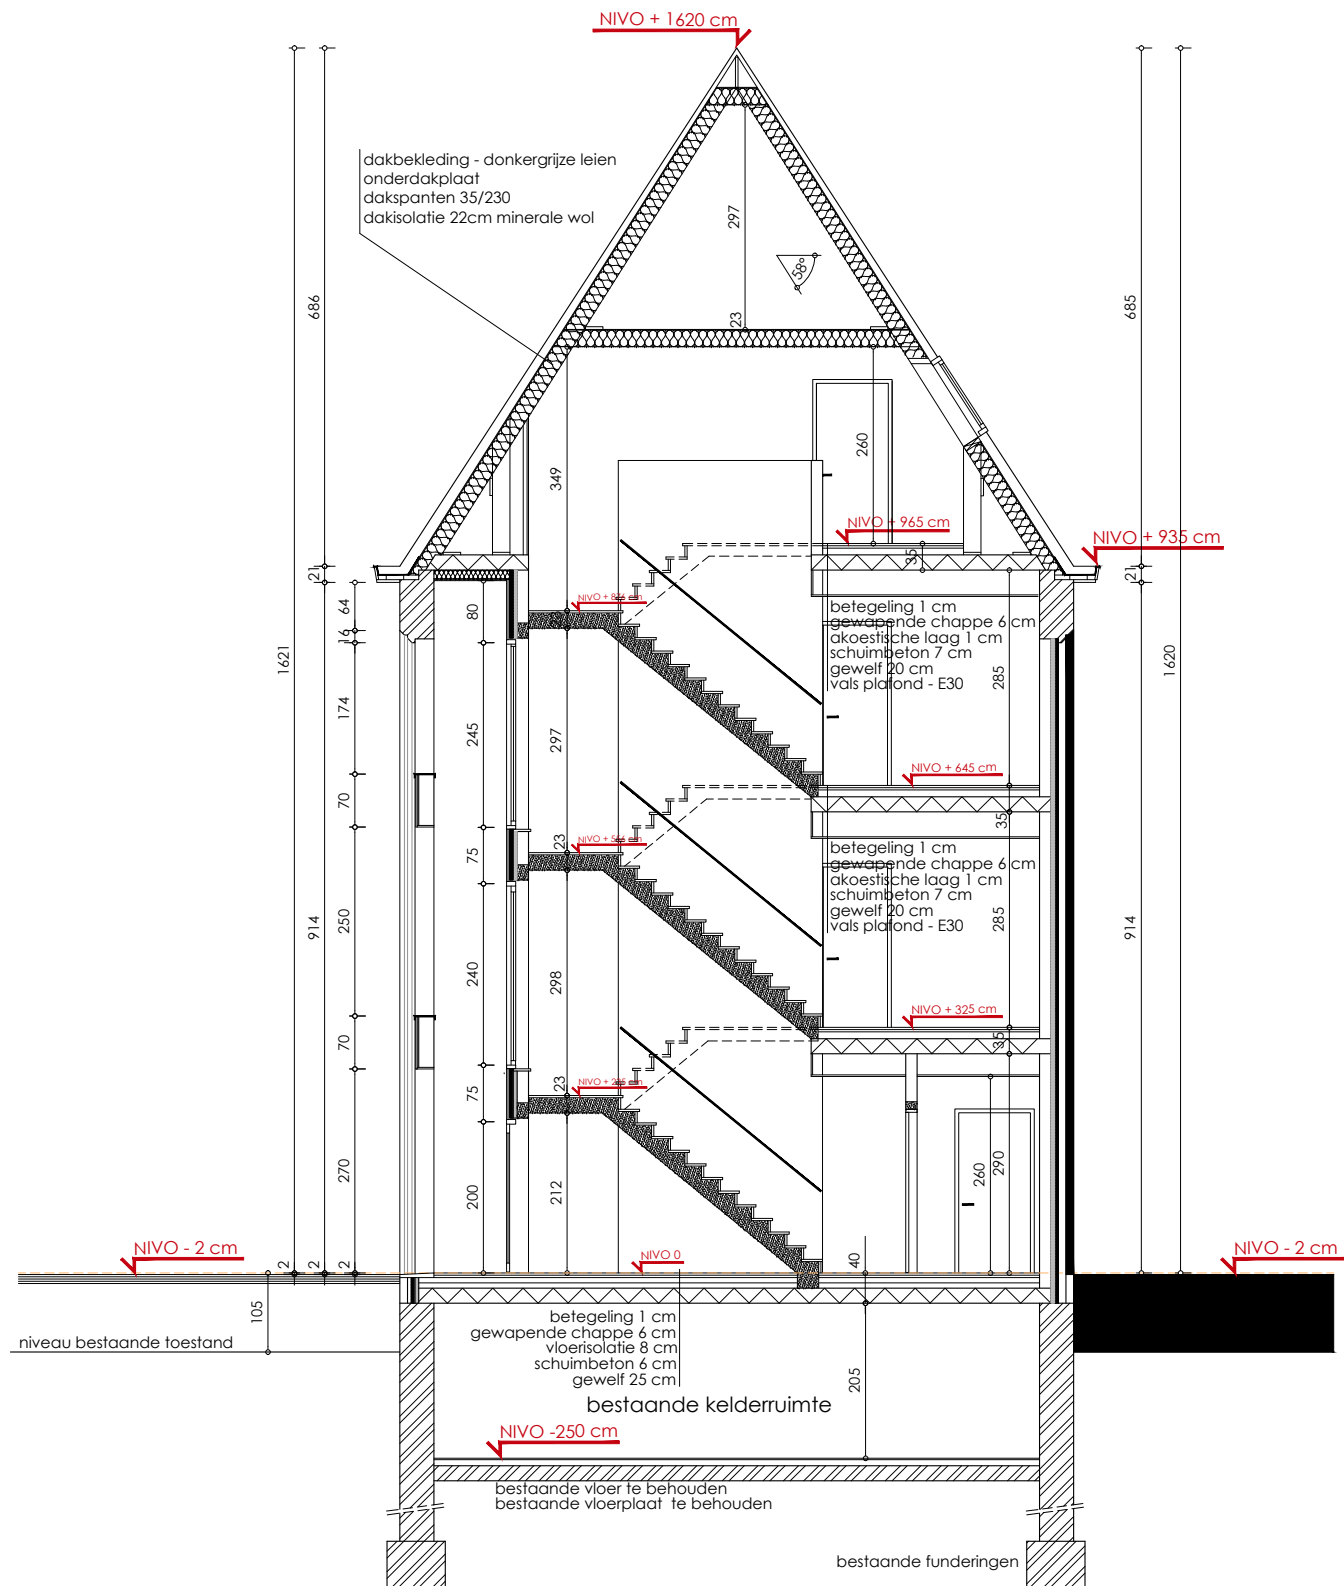 NIVO + 1620 cm
dakbekleding - donkergrijze leien
onderdakplaat
dakspanten 35/230
dakisolatie 22cm minerale wol
297
58°
23
686
685
260
349
NIVO + 965 cm
35
NIVO + 935 cm
21
21
64
80
16
NIVO + 876 cm
betegeling 1 cm
gewapende chappe 6 cm
akoestische laag 1 cm
schuimbeton 7 cm
gewelf 20 cm
vals plafond - E30
285
1621
1620
174
245
297
NIVO + 645 cm
70
35
75
23
betegeling 1 cm
gewapende chappe 6 cm
akoestische laag 1 cm
schuimbeton 7 cm
gewelf 20 cm
vals plafond - E30
285
914
250
914
240
298
NIVO + 325 cm
70
35
75
23
270
200
212
260
290
NIVO - 2 cm
2
2
2
NIVO 0
40
NIVO - 2 cm
105
niveau bestaande toestand
betegeling 1 cm
gewapende chappe 6 cm
vloerisolatie 8 cm
schuimbeton 6 cm
gewelf 25 cm
205
bestaande kelderruimte
NIVO -250 cm
bestaande vloer te behouden
bestaande vloerplaat te behouden
bestaande funderingen